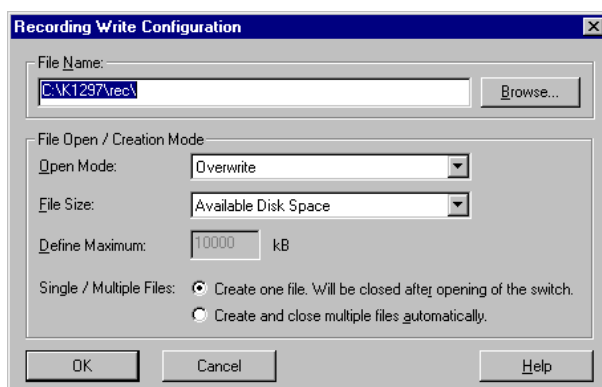 Recording Write Configuration
File Name:
C:\K1297\rec\
Browse...
File Open / Creation Mode
Open Mode:
Overwrite
File Size:
Available Disk Space
Define Maximum:
10000
kB
Single / Multiple Files:
Create one file. Will be closed after opening of the switch.
Create and close multiple files automatically.
OK
Cancel
Help